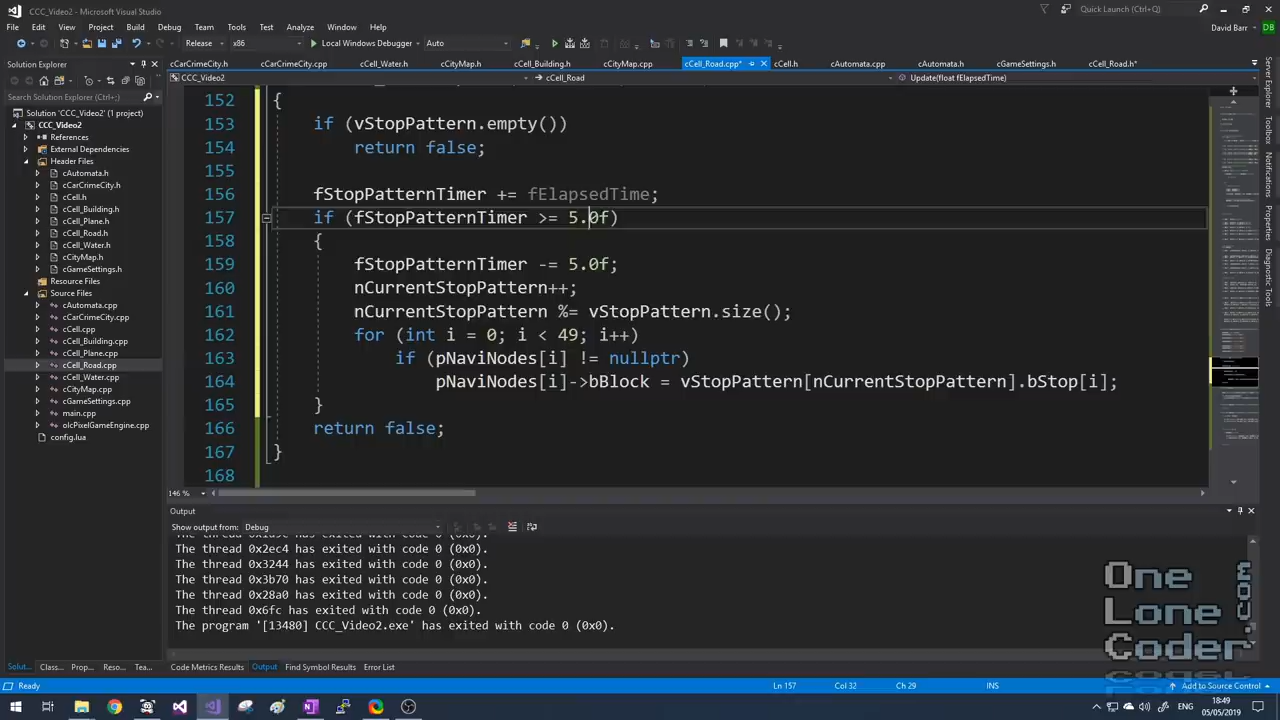 CCC_Video2 - Microsoft Visual Studio
Quick Launch (Ctrl+Q)
File Edit View Project Build Debug Team Tools Test Analyze Window Help
David Barr DB
Release x86 Local Windows Debugger Auto
Solution Explorer
Search Solution Explorer (Ctrl+;)
Solution 'CCC_Video2' (1 project)
CCC_Video2
References
External Dependencies
Header Files
cAutomata.h
cCarCrimeCity.h
cCell.h
cCell_Building.h
cCell_Plane.h
cCell_Road.h
cCell_Water.h
cCityMap.h
cGameSettings.h
Resource Files
Source Files
cAutomata.cpp
cCarCrimeCity.cpp
cCell.cpp
cCell_Building.cpp
cCell_Plane.cpp
cCell_Road.cpp
cCell_Water.cpp
cCityMap.cpp
cGameSettings.cpp
main.cpp
olcPixelGameEngine.cpp
config.lua
Solut... Class... Prop... Reso... Tea...
cCarCrimeCity.h cCarCrimeCity.cpp cCell_Water.h cCityMap.h cCell_Building.h cCityMap.cpp cCell_Road.cpp* cCell.h cAutomata.cpp cAutomata.h cGameSettings.h cCell_Road.h*
CCC_Video2 cCell_Road Update(float fElapsedTime)
152 {
153 if (vStopPattern.empty())
154 return false;
155
156 fStopPatternTimer += fElapsedTime;
157 if (fStopPatternTimer >= 5.0f)
158 {
159 fStopPatternTimer -= 5.0f;
160 nCurrentStopPattern++;
161 nCurrentStopPattern %= vStopPattern.size();
162 for (int i = 0; i < 49; i++)
163 if (pNaviNodes[i] != nullptr)
164 pNaviNodes[i]->bBlock = vStopPattern[nCurrentStopPattern].bStop[i];
165 }
166 return false;
167 }
168
146 %
Output
Show output from: Debug
The thread 0x2ec4 has exited with code 0 (0x0).
The thread 0x3244 has exited with code 0 (0x0).
The thread 0x3b70 has exited with code 0 (0x0).
The thread 0x28a0 has exited with code 0 (0x0).
The thread 0x6fc has exited with code 0 (0x0).
The program '[13480] CCC_Video2.exe' has exited with code 0 (0x0).
Code Metrics Results Output Find Symbol Results Error List
Server Explorer
Toolbox
Notifications
Properties
Diagnostic Tools
One
Lone
Coder
.com
Ready Ln 157 Col 32 Ch 29 INS Add to Source Control
ENG
18:49
05/05/2019